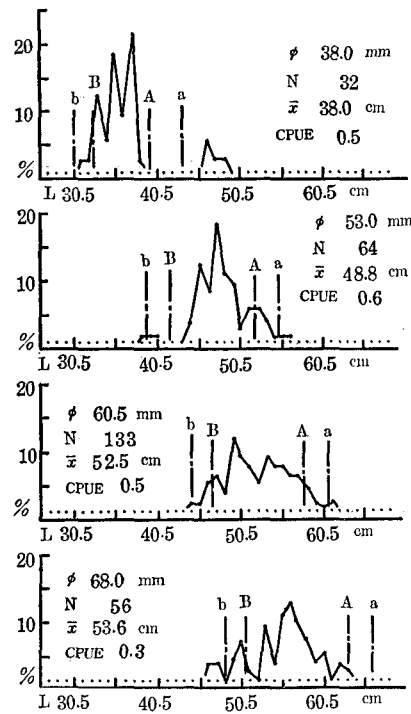 20
b B A a
φ 38.0 mm
N 32
x̄ 38.0 cm
CPUE 0.5
10
%
L 30.5 40.5 50.5 60.5 cm
20
b B A a
φ 53.0 mm
N 64
x̄ 48.8 cm
CPUE 0.6
10
%
L 30.5 40.5 50.5 60.5 cm
20
φ 60.5 mm
N 133
x̄ 52.5 cm
CPUE 0.5
b B A a
10
%
L 30.5 40.5 50.5 60.5 cm
20
φ 68.0 mm
N 56
x̄ 53.6 cm
CPUE 0.3
b B A a
10
%
L 30.5 40.5 50.5 60.5 cm